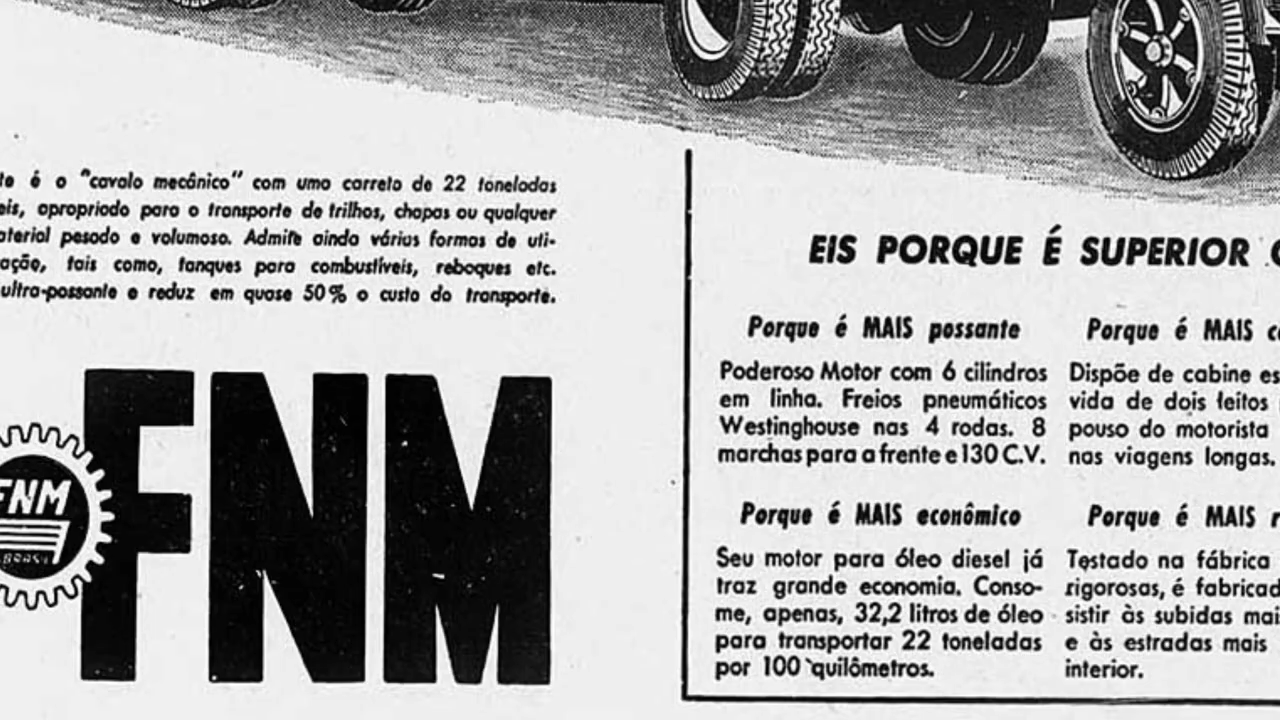 é o "cavalo mecânico" com uma carreta de 22 toneladas
apropriado para o transporte de trilhos, chapas ou qualquer
pesado e volumoso. Admite ainda várias formas de uti-
tais como, tanques para combustíveis, reboques etc.
ultra-possante e reduz em quase 50% o custo do transporte.
FNM
FNM
BRASIL
EIS PORQUE É SUPERIOR
Porque é MAIS possante
Poderoso Motor com 6 cilindros
em linha. Freios pneumáticos
Westinghouse nas 4 rodas. 8
marchas para a frente e 130 C.V.
Porque é MAIS econômico
Seu motor para óleo diesel já
traz grande economia. Conso-
me, apenas, 32,2 litros de óleo
para transportar 22 toneladas
por 100 quilômetros.
Porque é MAIS
Dispõe de cabine
vida de dois leitos
pouso do motorista
nas viagens longas.
Porque é MAIS
Testado na fábrica
rigorosas, é
sistir às subidas
e às estradas mais
interior.